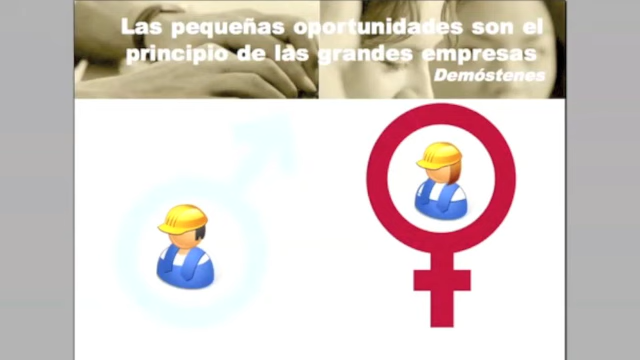 Las pequeñas oportunidades son el
principio de las grandes empresas
Demóstenes